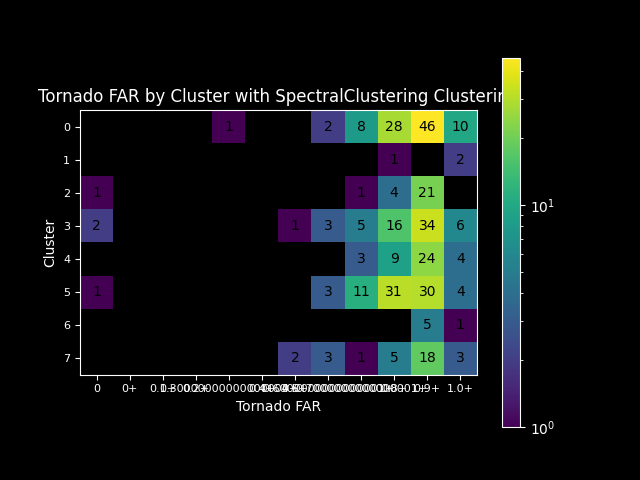 Tornado FAR by Cluster with SpectralClustering Clusterin
0 1 2 8 28 46 10
1 1 2
2 1 1 4 21
3 2 1 3 5 16 34 6
4 3 9 24 4
5 1 3 11 31 30 4
6 5 1
7 2 3 1 5 18 3
0 0+ 0.9+ 1.0+
Cluster
Tornado FAR
10¹
10⁰